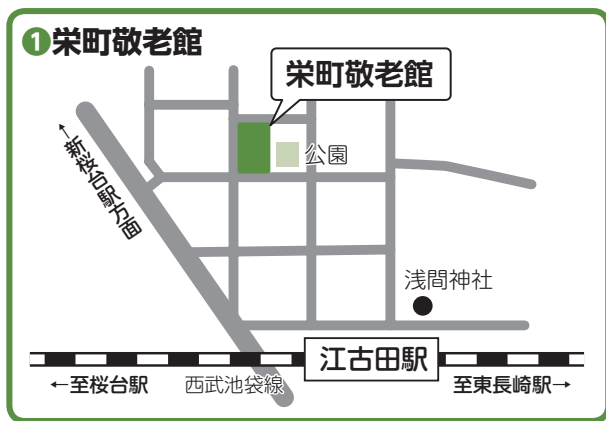 ❶栄町敬老館
栄町敬老館
公園
←新桜台駅方面
浅間神社
江古田駅
←至桜台駅
西武池袋線
至東長崎駅→